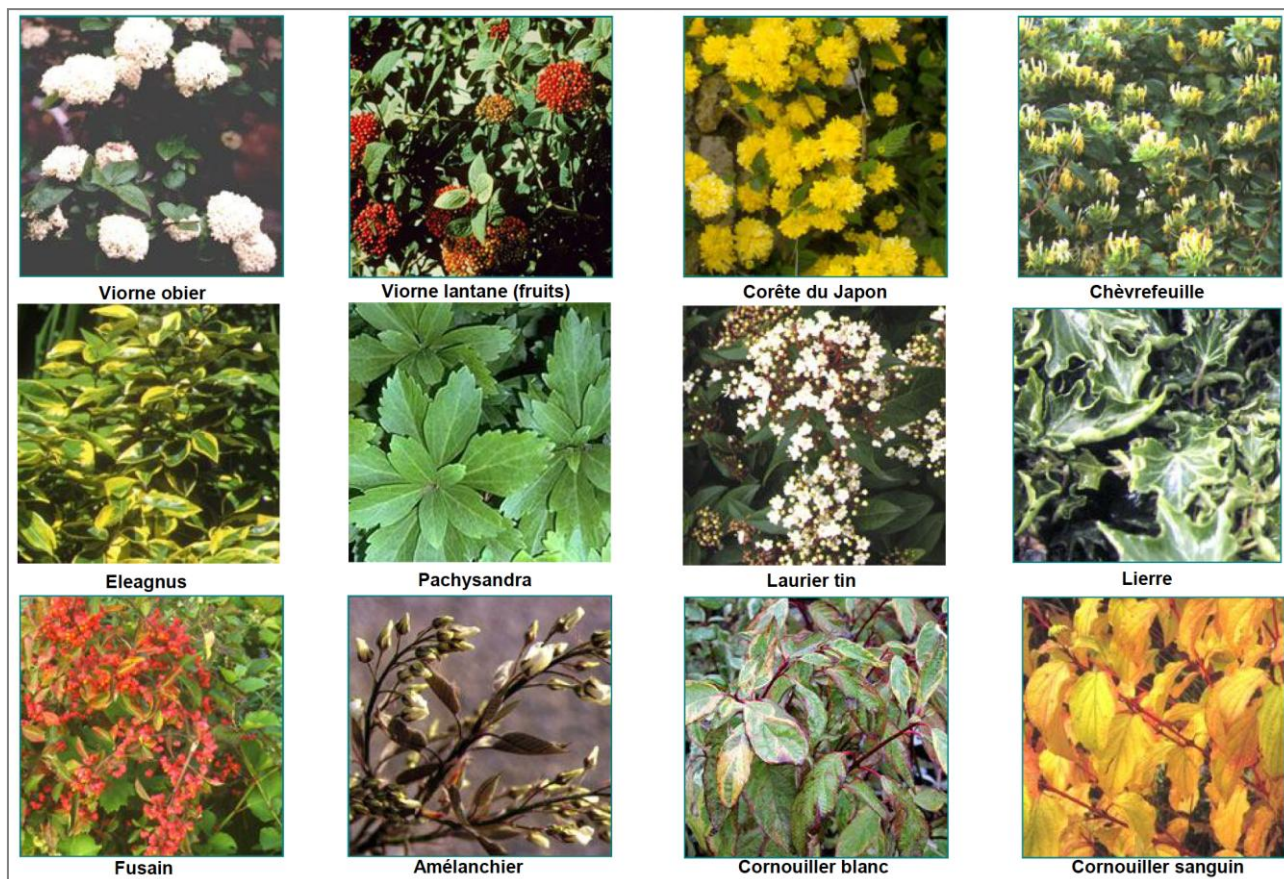 Viorne obier
Viorne lantane (fruits)
Corête du Japon
Chèvrefeuille
Eleagnus
Pachysandra
Laurier tin
Lierre
Fusain
Amélanchier
Cornouiller blanc
Cornouiller sanguin